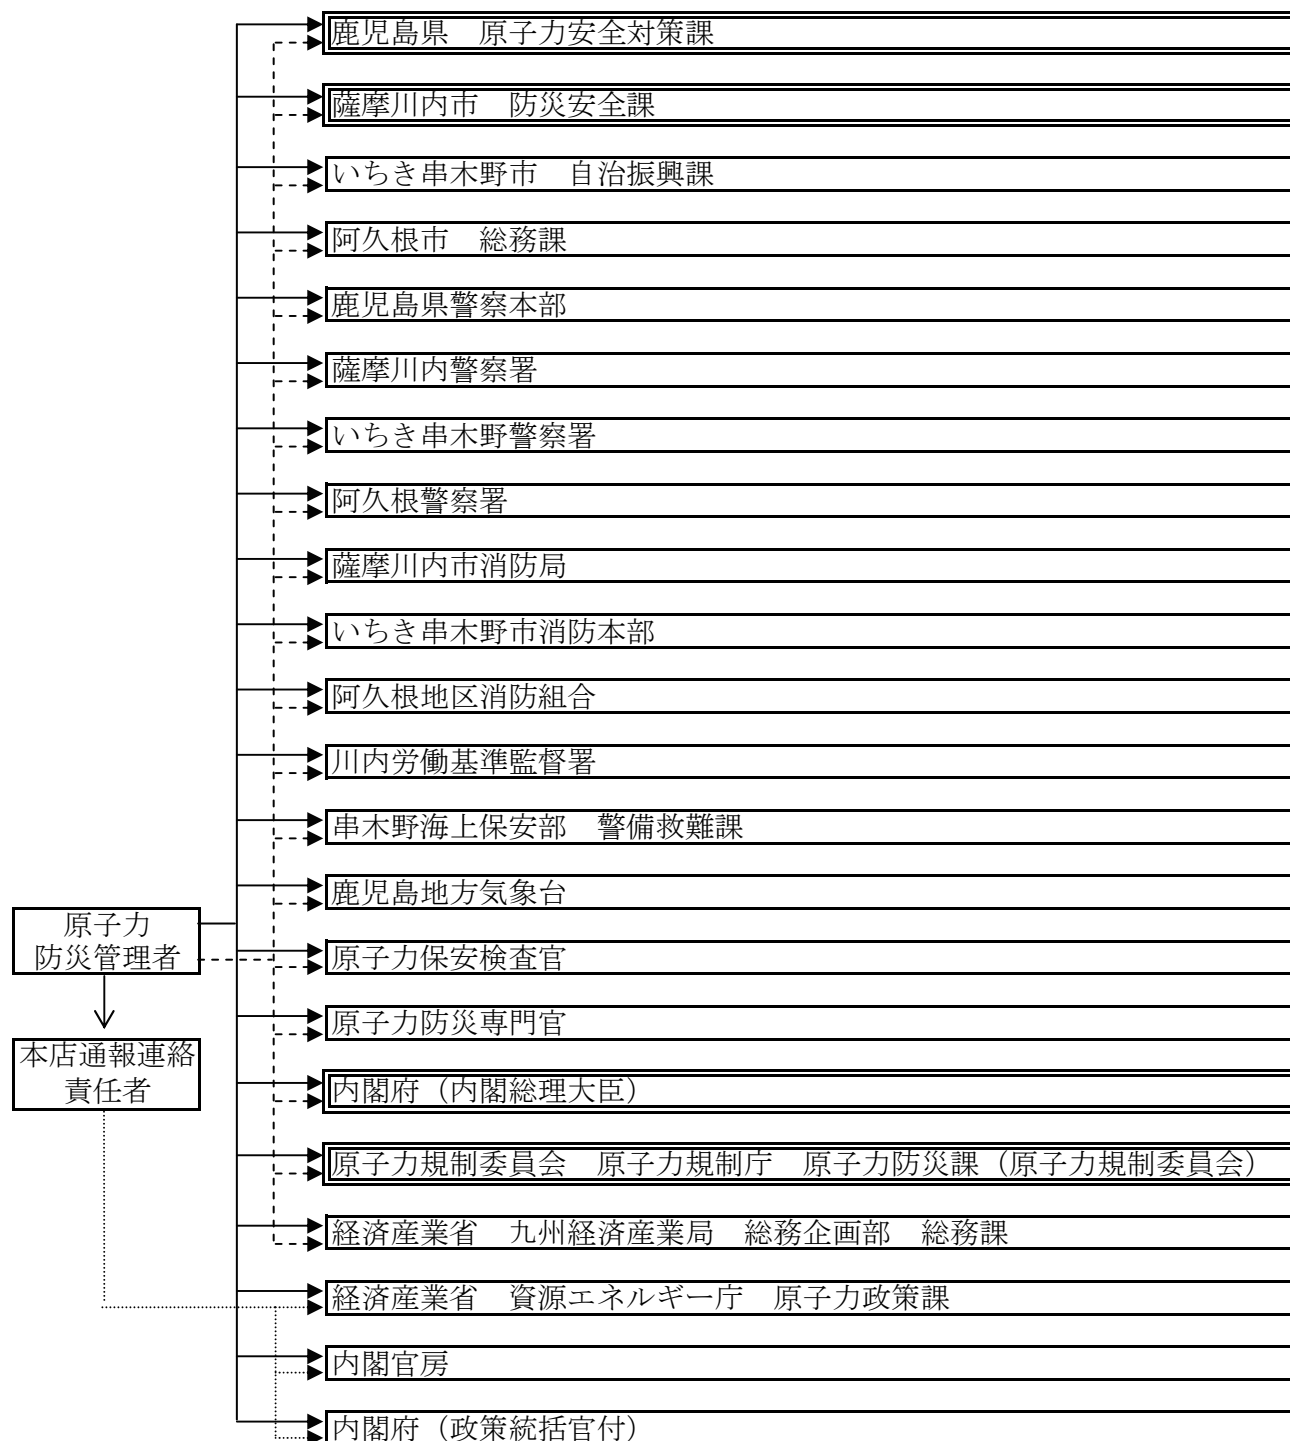 鹿児島県　原子力安全対策課
薩摩川内市　防災安全課
いちき串木野市　自治振興課
阿久根市　総務課
鹿児島県警察本部
薩摩川内警察署
いちき串木野警察署
阿久根警察署
薩摩川内市消防局
いちき串木野市消防本部
阿久根地区消防組合
川内労働基準監督署
串木野海上保安部　警備救難課
鹿児島地方気象台
原子力
防災管理者
原子力保安検査官
原子力防災専門官
本店通報連絡
責任者
内閣府（内閣総理大臣）
原子力規制委員会　原子力規制庁　原子力防災課（原子力規制委員会）
経済産業省　九州経済産業局　総務企画部　総務課
経済産業省　資源エネルギー庁　原子力政策課
内閣官房
内閣府（政策統括官付）